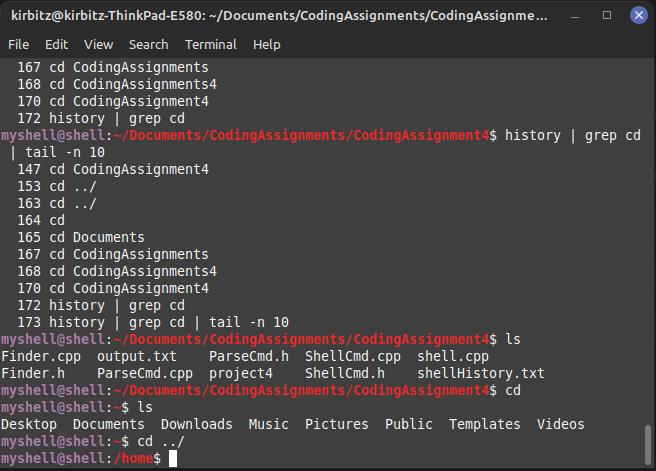 kirbitz@kirbitz-ThinkPad-E580: ~/Documents/CodingAssignments/CodingAssignme...
File Edit View Search Terminal Help
167 cd CodingAssignments
168 cd CodingAssignments4
170 cd CodingAssignment4
172 history | grep cd
myshell@shell:~/Documents/CodingAssignments/CodingAssignment4$ history | grep cd
| tail -n 10
147 cd CodingAssignment4
153 cd ../
163 cd ../
164 cd
165 cd Documents
167 cd CodingAssignments
168 cd CodingAssignments4
170 cd CodingAssignment4
172 history | grep cd
173 history | grep cd | tail -n 10
myshell@shell:~/Documents/CodingAssignments/CodingAssignment4$ ls
Finder.cpp output.txt ParseCmd.h ShellCmd.cpp shell.cpp
Finder.h ParseCmd.cpp project4 ShellCmd.h shellHistory.txt
myshell@shell:~/Documents/CodingAssignments/CodingAssignment4$ cd
myshell@shell:~$ ls
Desktop Documents Downloads Music Pictures Public Templates Videos
myshell@shell:~$ cd ../
myshell@shell:/home$